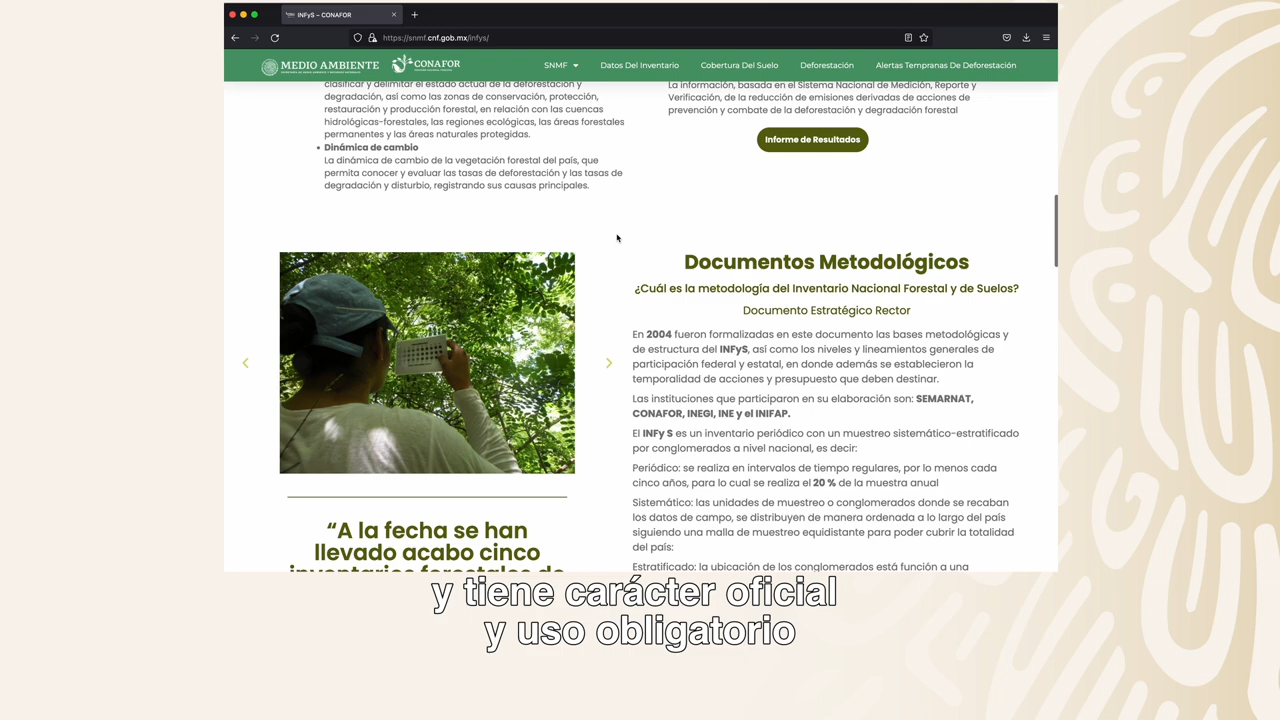 INFyS – CONAFOR
https://snmf.cnf.gob.mx/infys/
MEDIO AMBIENTE
CONAFOR
SNMF
Datos Del Inventario
Cobertura Del Suelo
Deforestación
Alertas Tempranas De Deforestación
clasificar y delimitar el estado actual de la deforestación y
degradación, así como las zonas de conservación, protección,
restauración y producción forestal, en relación con las cuencas
hidrológicas-forestales, las regiones ecológicas, las áreas forestales
permanentes y las áreas naturales protegidas.
• Dinámica de cambio
La dinámica de cambio de la vegetación forestal del país, que
permita conocer y evaluar las tasas de deforestación y las tasas de
degradación y disturbio, registrando sus causas principales.
La información, basada en el Sistema Nacional de Medición, Reporte y
Verificación, de la reducción de emisiones derivadas de acciones de
prevención y combate de la deforestación y degradación forestal
Informe de Resultados
Documentos Metodológicos
¿Cuál es la metodología del Inventario Nacional Forestal y de Suelos?
Documento Estratégico Rector
En 2004 fueron formalizadas en este documento las bases metodológicas y
de estructura del INFyS, así como los niveles y lineamientos generales de
participación federal y estatal, en donde además se establecieron la
temporalidad de acciones y presupuesto que deben destinar.
Las instituciones que participaron en su elaboración son: SEMARNAT,
CONAFOR, INEGI, INE y el INIFAP.
El INFy S es un inventario periódico con un muestreo sistemático-estratificado
por conglomerados a nivel nacional, es decir:
Periódico: se realiza en intervalos de tiempo regulares, por lo menos cada
cinco años, para lo cual se realiza el 20 % de la muestra anual
Sistemático: las unidades de muestreo o conglomerados donde se recaban
los datos de campo, se distribuyen de manera ordenada a lo largo del país
siguiendo una malla de muestreo equidistante para poder cubrir la totalidad
del país:
Estratificado: la ubicación de los conglomerados está función a una
“A la fecha se han
llevado acabo cinco
inventarios forestales de
y tiene carácter oficial
y uso obligatorio